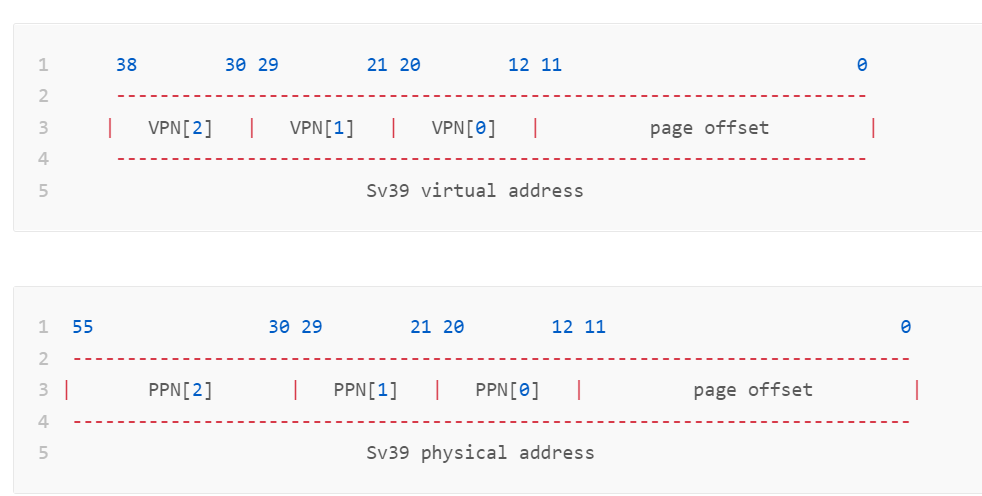 1 38 30 29 21 20 12 11 0
2 ---------------------------------------------------------------------
3 | VPN[2] | VPN[1] | VPN[0] | page offset |
4 ---------------------------------------------------------------------
5 Sv39 virtual address
1 55 30 29 21 20 12 11 0
2 -----------------------------------------------------------------------------
3 | PPN[2] | PPN[1] | PPN[0] | page offset |
4 -----------------------------------------------------------------------------
5 Sv39 physical address